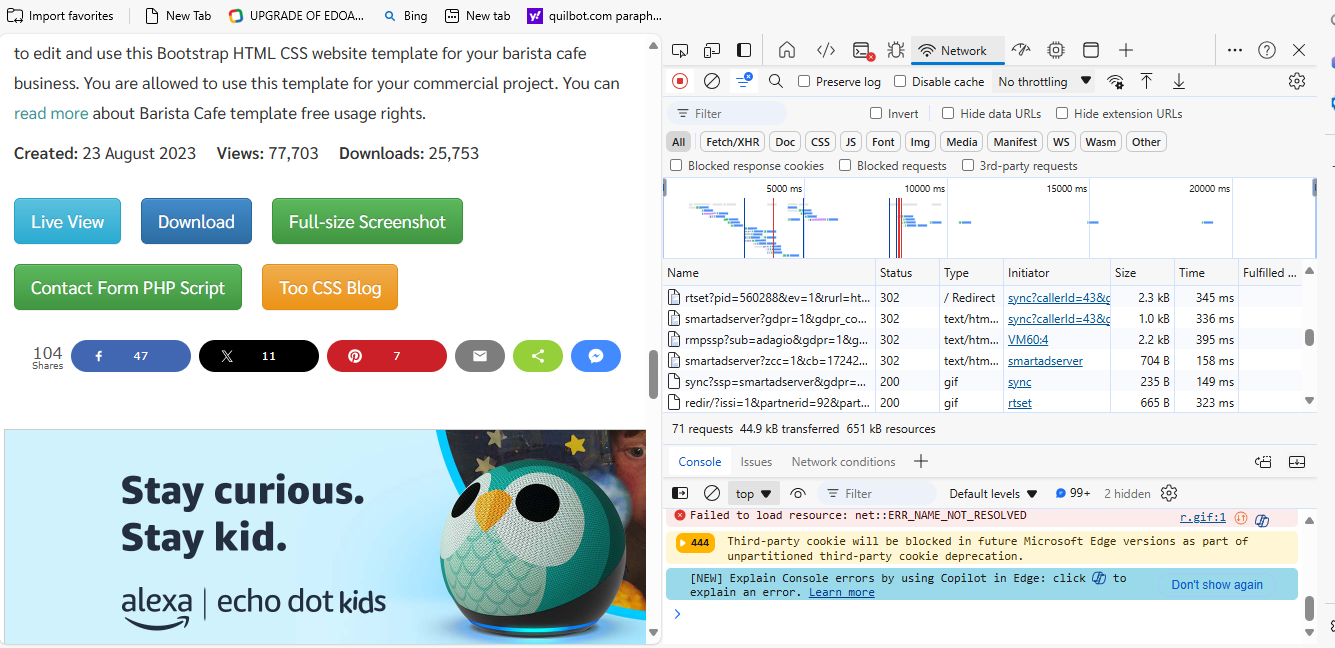 Import favorites
New Tab
UPGRADE OF EDOA...
Bing
New tab
quilbot.com paraph...
to edit and use this Bootstrap HTML CSS website template for your barista cafe
business. You are allowed to use this template for your commercial project. You can
read more about Barista Cafe template free usage rights.
Created: 23 August 2023 Views: 77,703 Downloads: 25,753
Live View
Download
Full-size Screenshot
Contact Form PHP Script
Too CSS Blog
104
Shares
47
11
7
Stay curious.
Stay kid.
alexa | echo dot kids
Network
Preserve log
Disable cache
No throttling
Filter
Invert
Hide data URLs
Hide extension URLs
All
Fetch/XHR
Doc
CSS
JS
Font
Img
Media
Manifest
WS
Wasm
Other
Blocked response cookies
Blocked requests
3rd-party requests
5000 ms
10000 ms
15000 ms
20000 ms
Name Status Type Initiator Size Time Fulfilled ...
rtset?pid=560288&ev=1&rurl=ht... 302 / Redirect sync?callerId=43&g 2.3 kB 345 ms
smartadserver?gdpr=1&gdpr_co... 302 text/htm... sync?callerId=43&g 1.0 kB 336 ms
rmpssp?sub=adagio&gdpr=1&g... 302 text/htm... VM60:4 2.2 kB 395 ms
smartadserver?zcc=1&cb=17242... 302 text/htm... smartadserver 704 B 158 ms
sync?ssp=smartadserver&gdpr=... 200 gif sync 235 B 149 ms
redir/?issi=1&partnerid=92&part... 200 gif rtset 665 B 323 ms
71 requests 44.9 kB transferred 651 kB resources
Console
Issues
Network conditions
top
Filter
Default levels
99+
2 hidden
Failed to load resource: net::ERR_NAME_NOT_RESOLVED r.gif:1
444 Third-party cookie will be blocked in future Microsoft Edge versions as part of
unpartitioned third-party cookie deprecation.
[NEW] Explain Console errors by using Copilot in Edge: click to
explain an error. Learn more
Don't show again